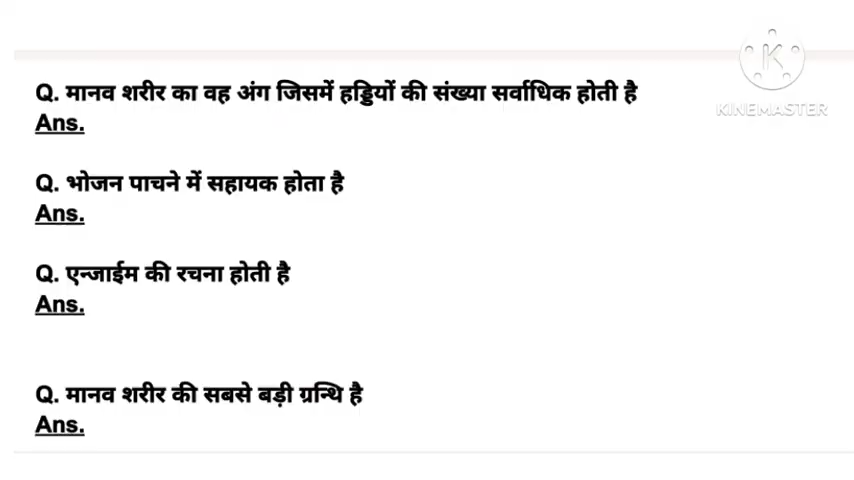 K
KINEMASTER
Q. मानव शरीर का वह अंग जिसमें हड्डियों की संख्या सर्वाधिक होती है
Ans.
Q. भोजन पाचने में सहायक होता है
Ans.
Q. एन्जाईम की रचना होती है
Ans.
Q. मानव शरीर की सबसे बड़ी ग्रन्थि है
Ans.